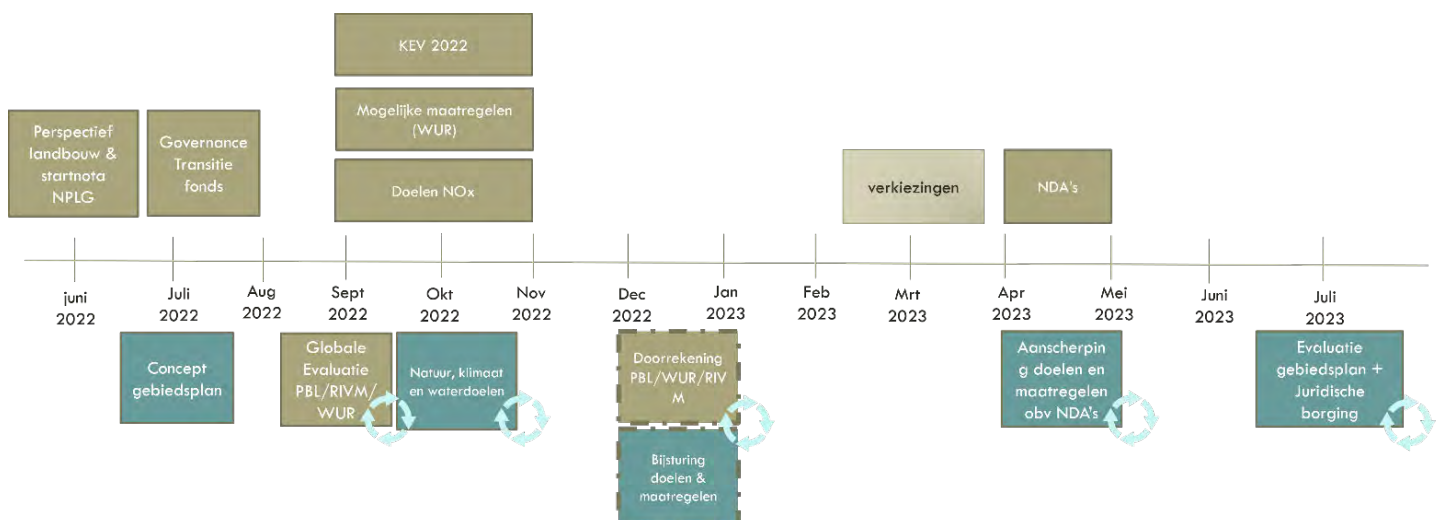 KEV 2022
Mogelijke maatregelen
(WUR)
Doelen NOx
Perspectief
landbouw &
startnota
NPLG
Governance
Transitie
fonds
verkiezingen
NDA's
juni
2022
Juli
2022
Aug
2022
Sept
2022
Okt
2022
Nov
2022
Dec
2022
Jan
2023
Feb
2023
Mrt
2023
Apr
2023
Mei
2023
Juni
2023
Juli
2023
Concept
gebiedsplan
Globale
Evaluatie
PBL/RIVM/
WUR
Natuur, klimaat
en waterdoelen
Doorrekening
PBL/WUR/RIV
M
Bijsturing
doelen &
maatregelen
Aanscherpin
g doelen en
maatregelen
obv NDA's
Evaluatie
gebiedsplan +
Juridische
borging